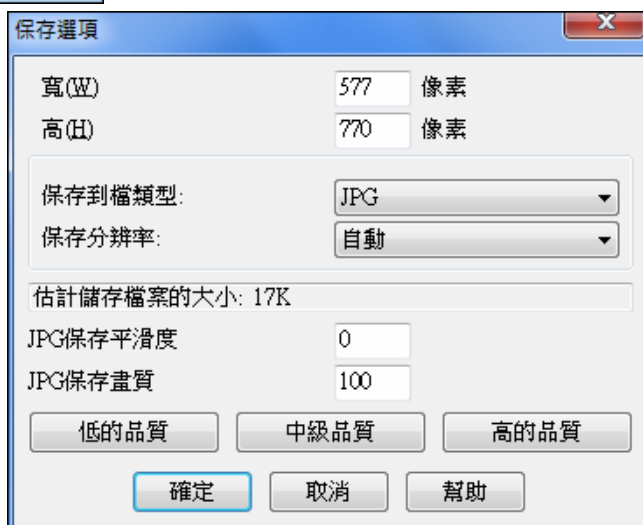 保存選項
寬(W) 577 像素
高(H) 770 像素
保存到檔類型: JPG
保存分辨率: 自動
估計儲存檔案的大小: 17K
JPG保存平滑度 0
JPG保存畫質 100
低的品質 中級品質 高的品質
確定 取消 幫助